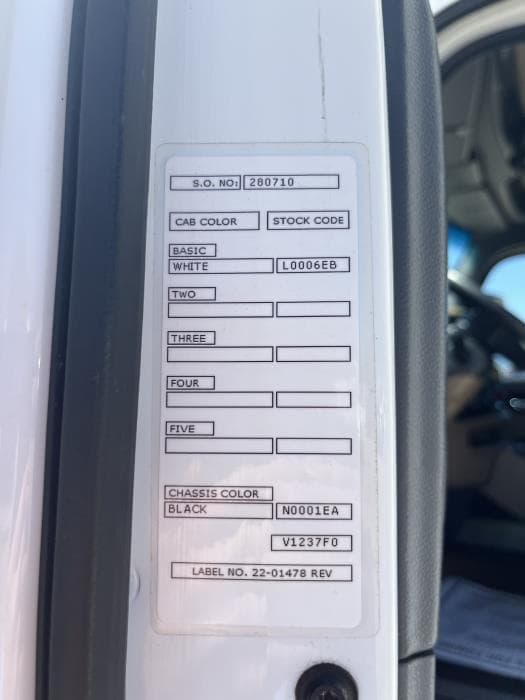 S.O. NO: 280710
CAB COLOR STOCK CODE
BASIC
WHITE L0006EB
TWO
THREE
FOUR
FIVE
CHASSIS COLOR
BLACK N0001EA
V1237F0
LABEL NO. 22-01478 REV